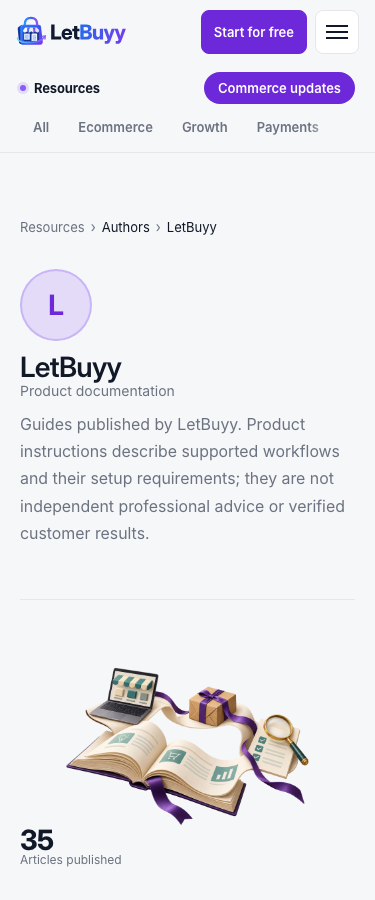 LetBuyy
Start for free
Resources
Commerce updates
All Ecommerce Growth Payments
Resources › Authors › LetBuyy
L
LetBuyy
Product documentation
Guides published by LetBuyy. Product
instructions describe supported workflows
and their setup requirements; they are not
independent professional advice or verified
customer results.
35
Articles published